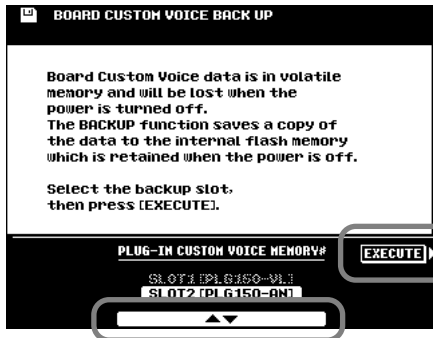 BOARD CUSTOM VOICE BACK UP
Board Custom Voice data is in volatile
memory and will be lost when the
power is turned off.
The BACKUP function saves a copy of
the data to the internal flash memory
which is retained when the power is off.
Select the backup slot,
then press [EXECUTE].
PLUG-IN CUSTOM VOICE MEMORY#
EXECUTE
SLOT1 [PLG150-VL]
SLOT2 [PLG150-AN]